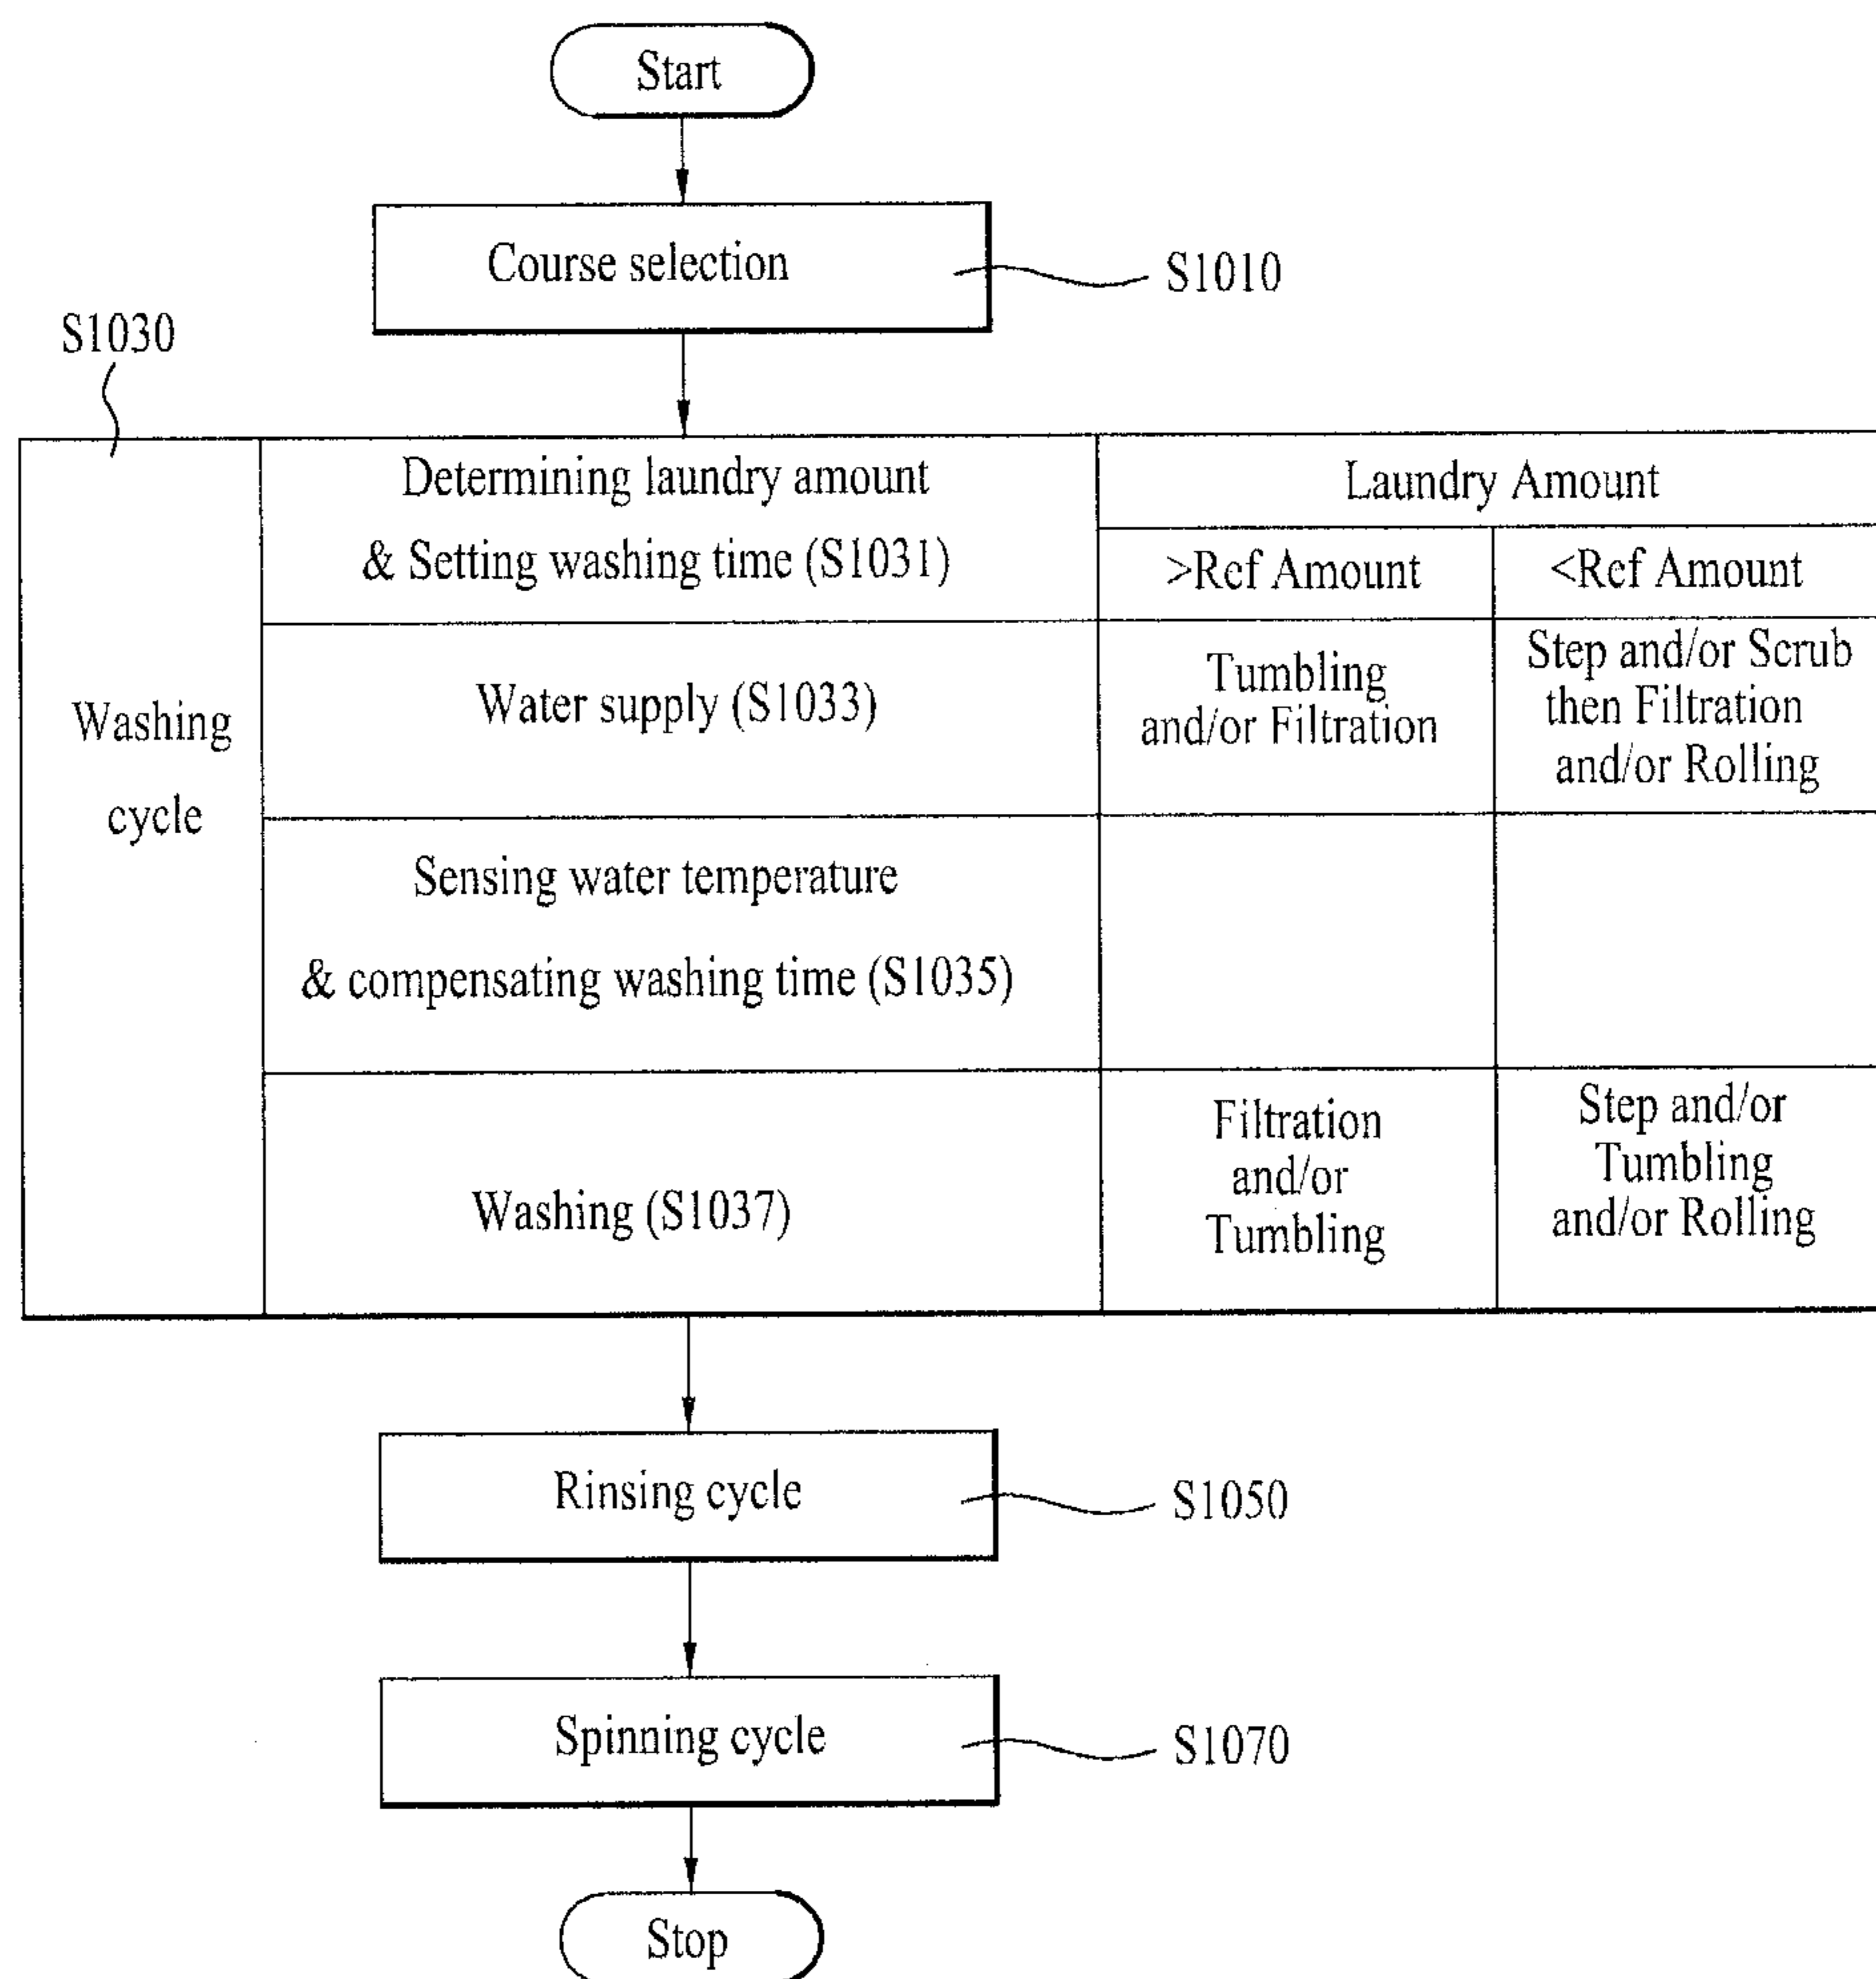 Start
Course selection
S1010
S1030
Washing
cycle
Determining laundry amount
& Setting washing time (S1031)
Laundry Amount
>Ref Amount
<Ref Amount
Water supply (S1033)
Tumbling
and/or Filtration
Step and/or Scrub
then Filtration
and/or Rolling
Sensing water temperature
& compensating washing time (S1035)
Washing (S1037)
Filtration
and/or
Tumbling
Step and/or
Tumbling
and/or Rolling
Rinsing cycle
S1050
Spinning cycle
S1070
Stop